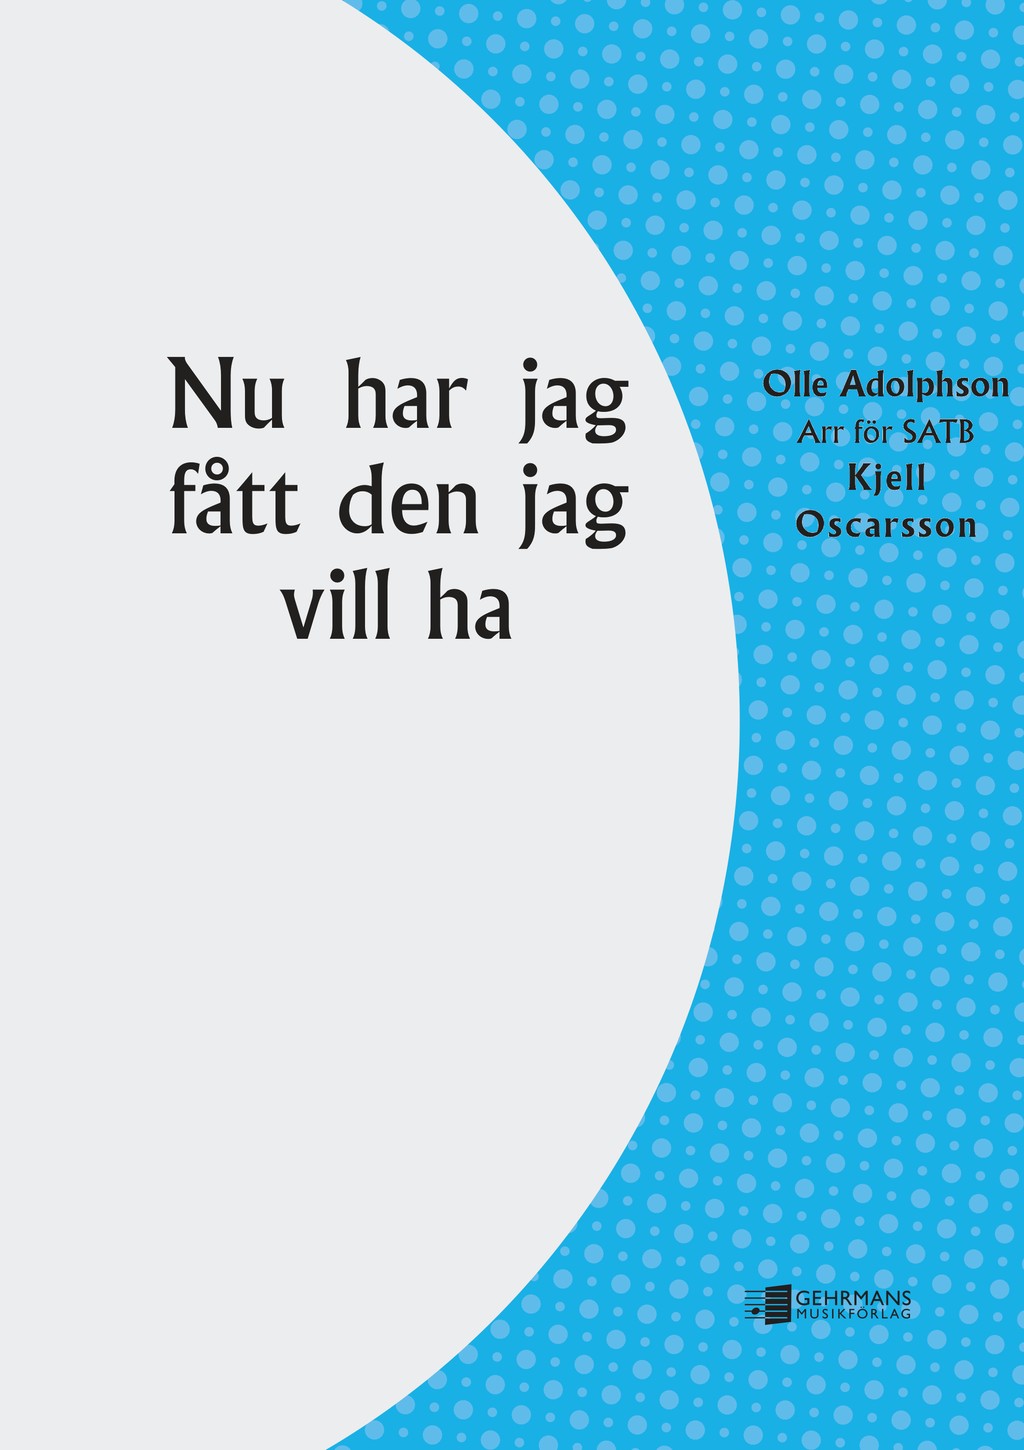 Nu har jag
fått den jag
vill ha
Olle Adolphson
Arr för SATB
Kjell
Oscarsson
GEHRMANS
MUSIKFÖRLAG